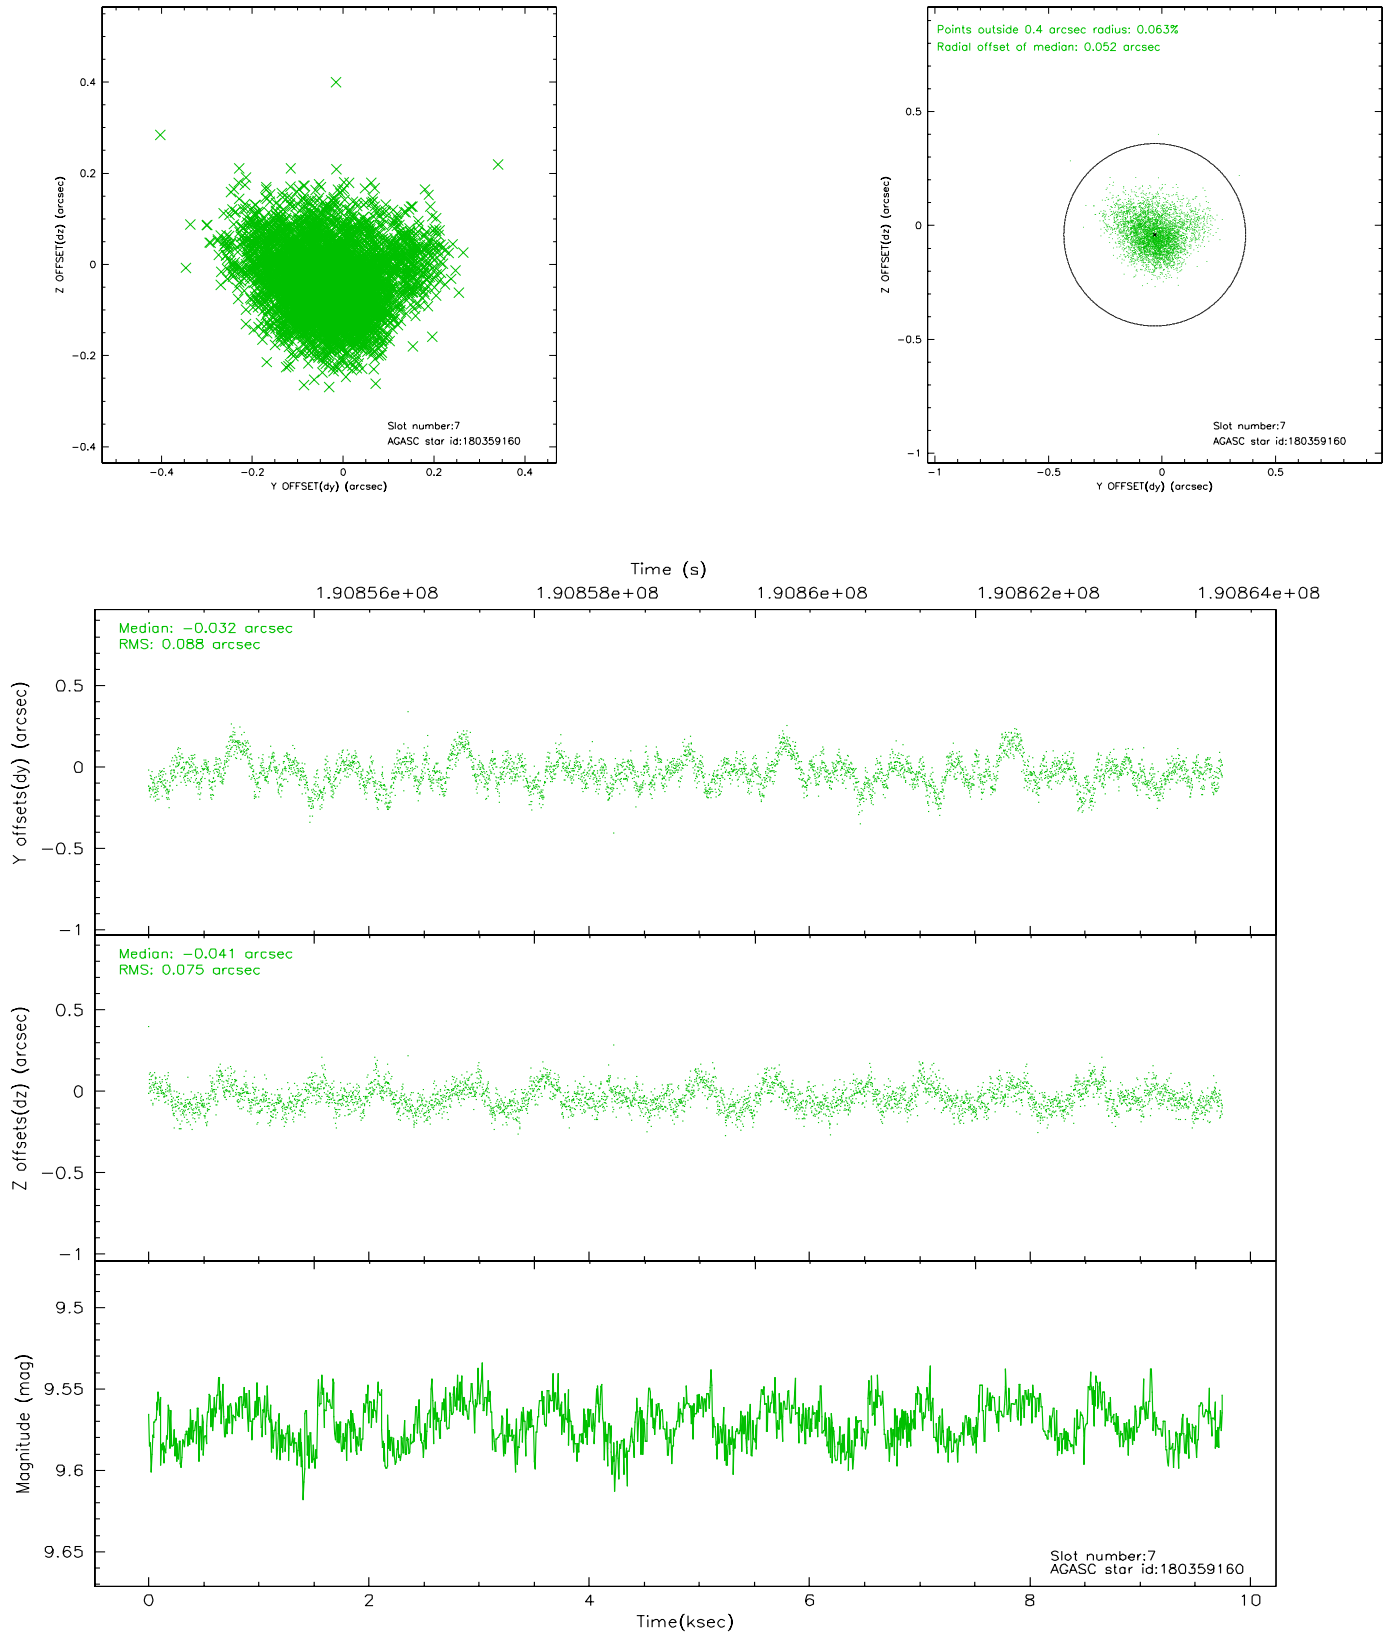 0.4
0.2
0
−0.2
−0.4
Z OFFSET(dz) (arcsec)
Slot number:7
AGASC star id:180359160
−0.4 −0.2 0 0.2 0.4
Y OFFSET(dy) (arcsec)
Points outside 0.4 arcsec radius: 0.063%
Radial offset of median: 0.052 arcsec
0.5
0
−0.5
−1
Z OFFSET(dz) (arcsec)
Slot number:7
AGASC star id:180359160
−1 −0.5 0 0.5
Y OFFSET(dy) (arcsec)
Time (s)
1.90856e+08 1.90858e+08 1.9086e+08 1.90862e+08 1.90864e+08
Median: −0.032 arcsec
RMS: 0.088 arcsec
0.5
0
−0.5
−1
Y offsets(dy) (arcsec)
Median: −0.041 arcsec
RMS: 0.075 arcsec
0.5
0
−0.5
−1
Z offsets(dz) (arcsec)
9.5
9.55
9.6
9.65
Magnitude (mag)
Slot number:7
AGASC star id:180359160
0 2 4 6 8 10
Time(ksec)